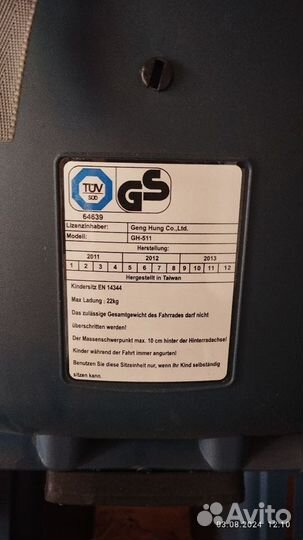 TÜV
SÜD
GS
64639
Lizenzinhaber: Geng Hung Co.,Ltd.
Modell: GH-511
Herstellung:
2011 2012 2013
1 2 3 4 5 6 7 8 9 10 11 12
Hergestellt in Taiwan
Kindersitz EN 14344
Max Ladung : 22kg
Das zulässige Gesamtgewicht des Fahrrades darf nicht
überschritten werden!
Der Massenschwerpunkt max. 10 cm hinter der Hinterradachse!
Kinder während der Fahrt immer angurten!
Benutzen Sie diese Sitzeinheit nur, wenn Ihr Kind selbständig
sitzen kann.
03.08.2024 12:10
Avito